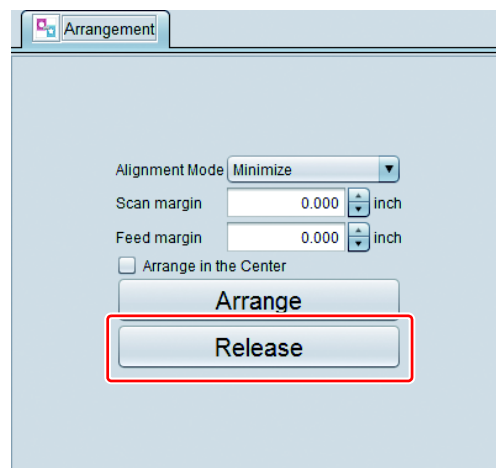 Arrangement
Alignment Mode Minimize
Scan margin 0.000 inch
Feed margin 0.000 inch
Arrange in the Center
Arrange
Release